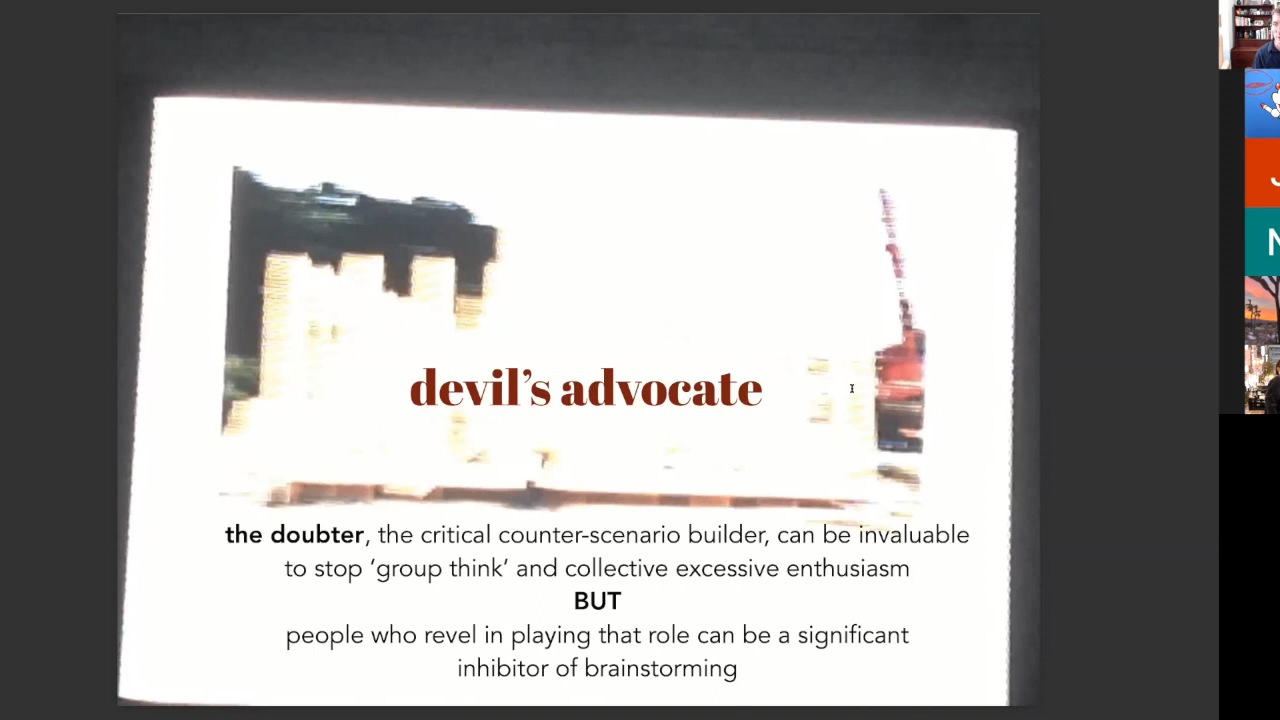 devil’s advocate
the doubter, the critical counter-scenario builder, can be invaluable
to stop ‘group think’ and collective excessive enthusiasm
BUT
people who revel in playing that role can be a significant
inhibitor of brainstorming